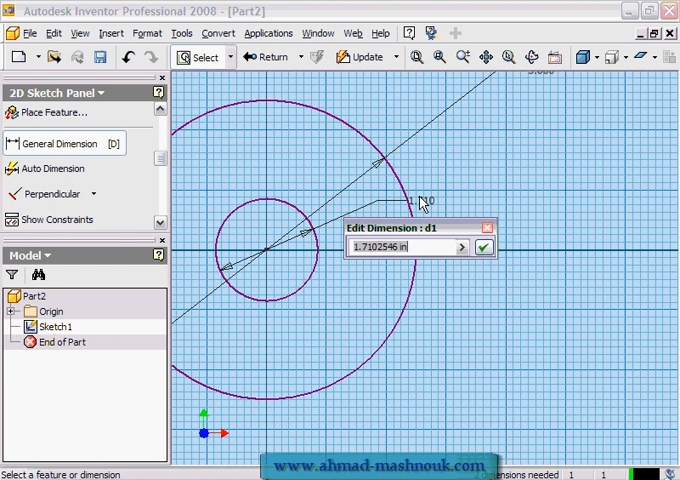 Autodesk Inventor Professional 2008 - [Part2]
File Edit View Insert Format Tools Convert Applications Window Web Help
Select Return Update
2D Sketch Panel
Place Feature...
General Dimension [D]
Auto Dimension
Perpendicular
Show Constraints
Model
Part2
Origin
Sketch1
End of Part
Edit Dimension : d1
1.7102546 in
www.ahmad-mashnouk.com
Select a feature or dimension
dimensions needed 1 1